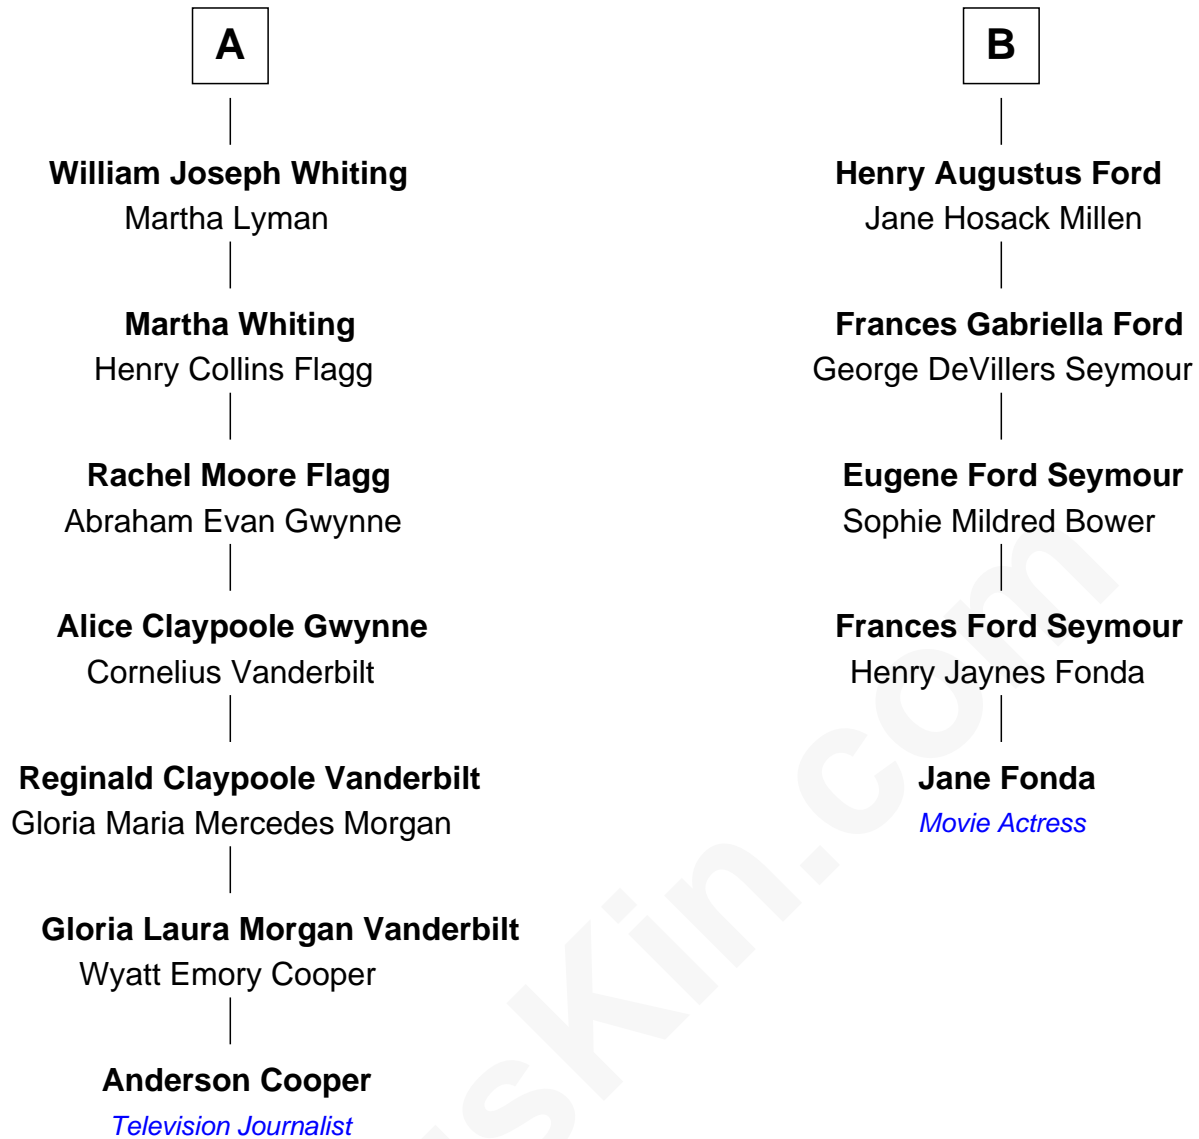 A
William Joseph Whiting
Martha Lyman
Martha Whiting
Henry Collins Flagg
Rachel Moore Flagg
Abraham Evan Gwynne
Alice Claypoole Gwynne
Cornelius Vanderbilt
Reginald Claypoole Vanderbilt
Gloria Maria Mercedes Morgan
Gloria Laura Morgan Vanderbilt
Wyatt Emory Cooper
Anderson Cooper
Television Journalist
B
Henry Augustus Ford
Jane Hosack Millen
Frances Gabriella Ford
George DeVillers Seymour
Eugene Ford Seymour
Sophie Mildred Bower
Frances Ford Seymour
Henry Jaynes Fonda
Jane Fonda
Movie Actress
sKin.com